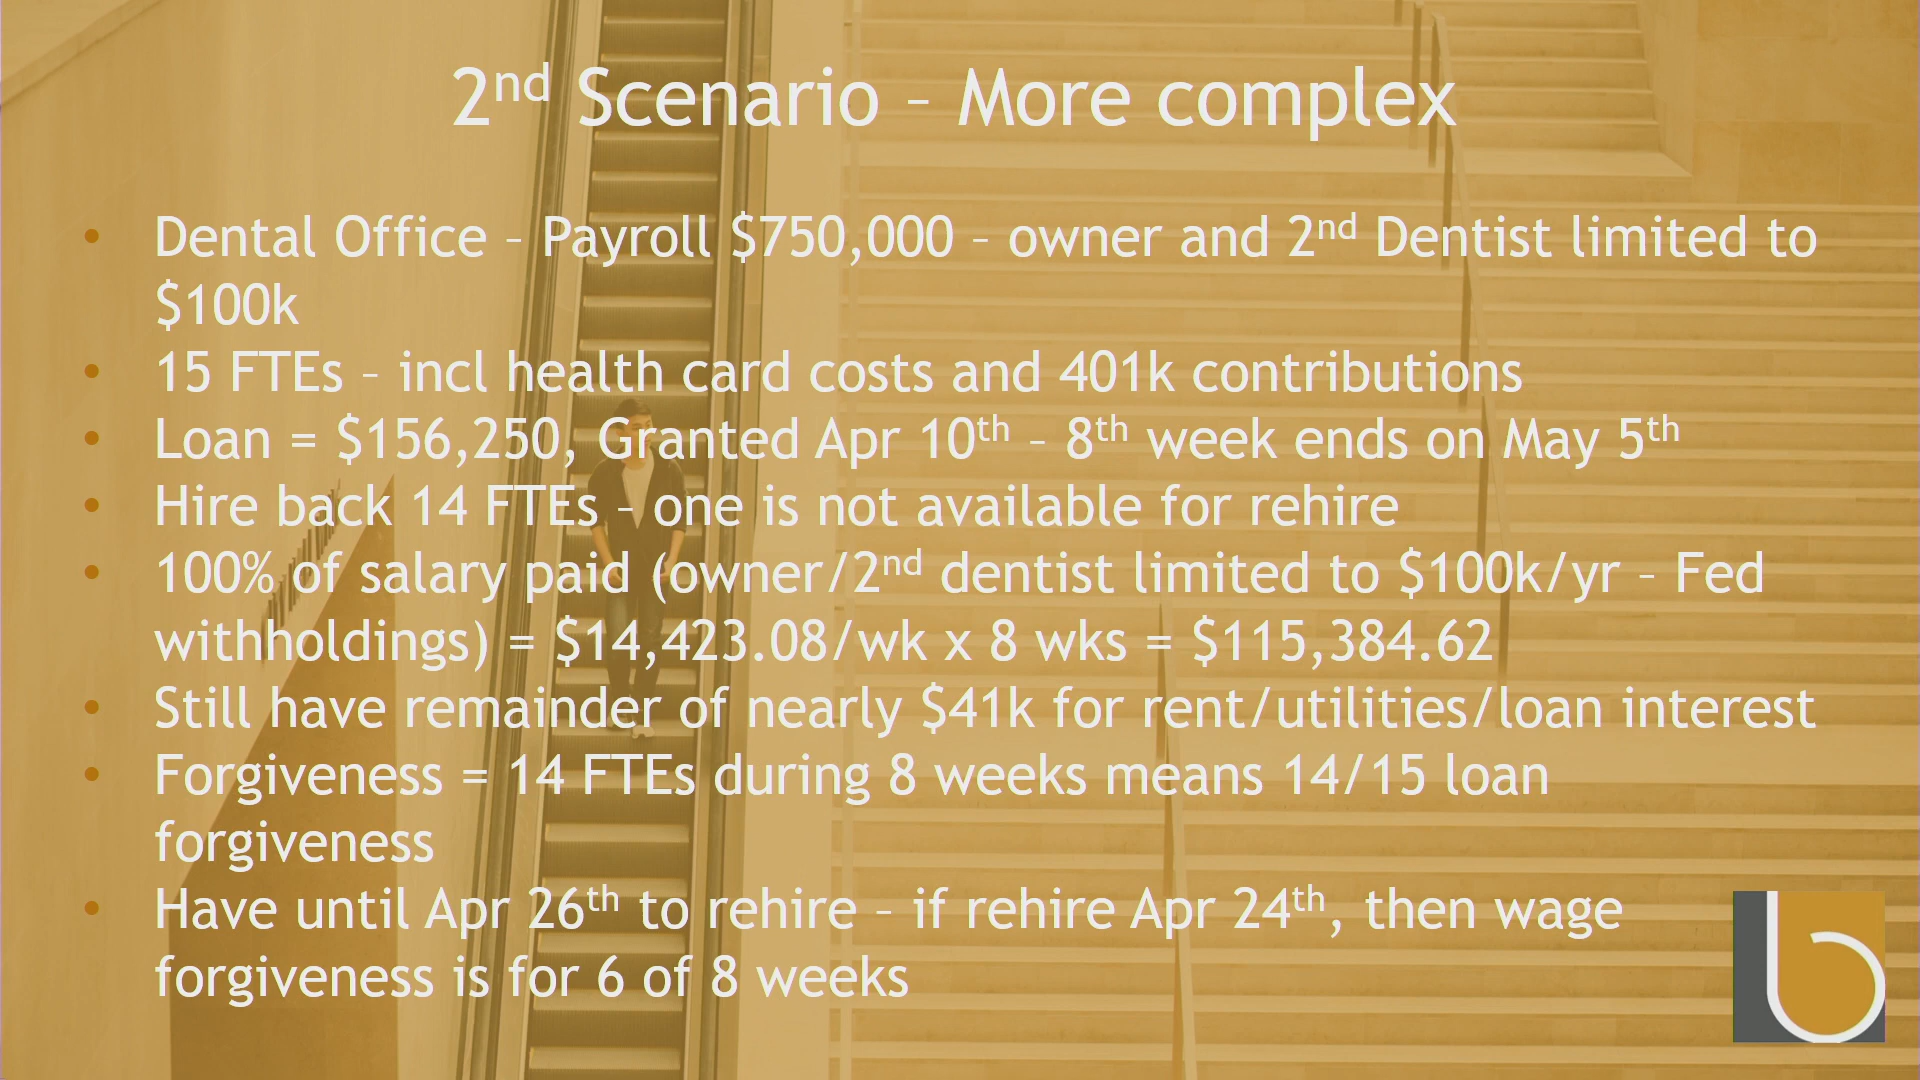 2nd Scenario – More complex
• Dental Office – Payroll $750,000 – owner and 2nd Dentist limited to
$100k
• 15 FTEs – incl health card costs and 401k contributions
• Loan = $156,250, Granted Apr 10th – 8th week ends on May 5th
• Hire back 14 FTEs – one is not available for rehire
• 100% of salary paid (owner/2nd dentist limited to $100k/yr – Fed
withholdings) = $14,423.08/wk x 8 wks = $115,384.62
• Still have remainder of nearly $41k for rent/utilities/loan interest
• Forgiveness = 14 FTEs during 8 weeks means 14/15 loan
forgiveness
• Have until Apr 26th to rehire – if rehire Apr 24th, then wage
forgiveness is for 6 of 8 weeks